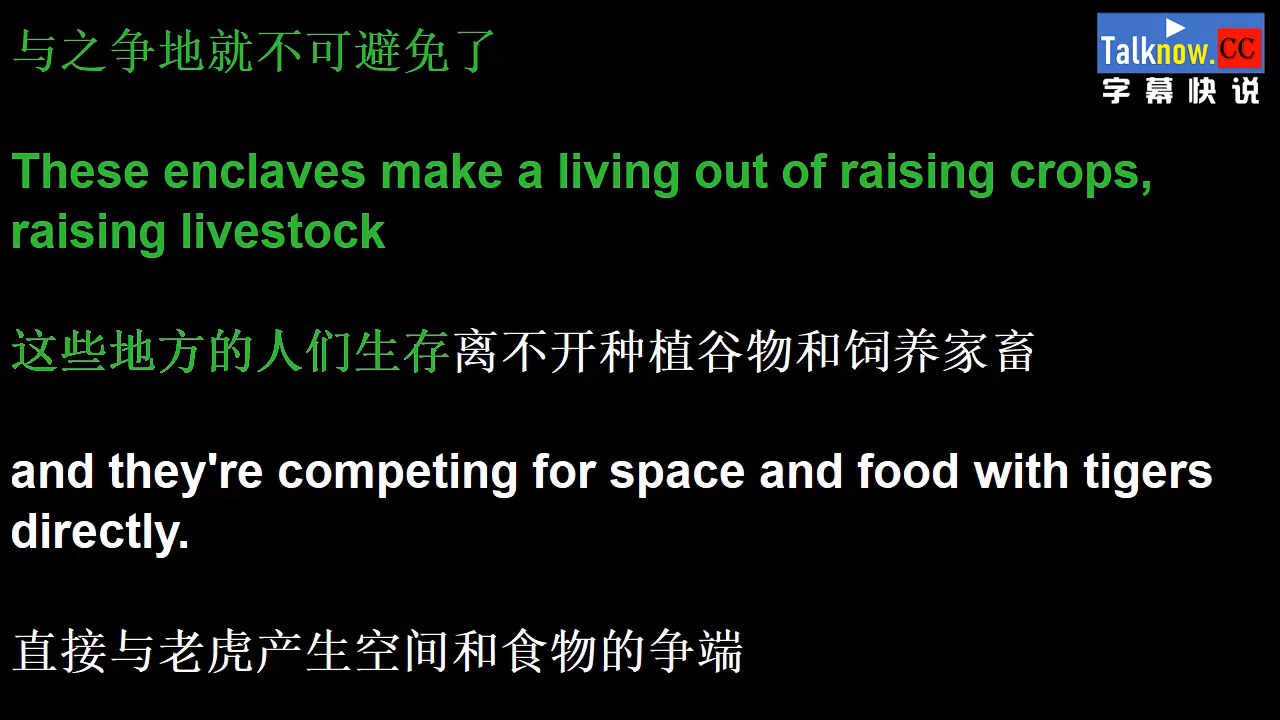 与之争地就不可避免了
Talknow.CC
字幕快说
These enclaves make a living out of raising crops,
raising livestock
这些地方的人们生存离不开种植谷物和饲养家畜
and they're competing for space and food with tigers
directly.
直接与老虎产生空间和食物的争端